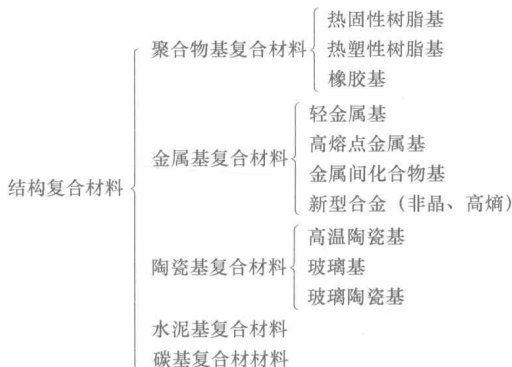 热固性树脂基
聚合物基复合材料
热塑性树脂基
橡胶基
轻金属基
高熔点金属基
金属基复合材料
金属间化合物基
结构复合材料
新型合金（非晶、高熵）
高温陶瓷基
陶瓷基复合材料
玻璃基
玻璃陶瓷基
水泥基复合材料
碳基复合材材料